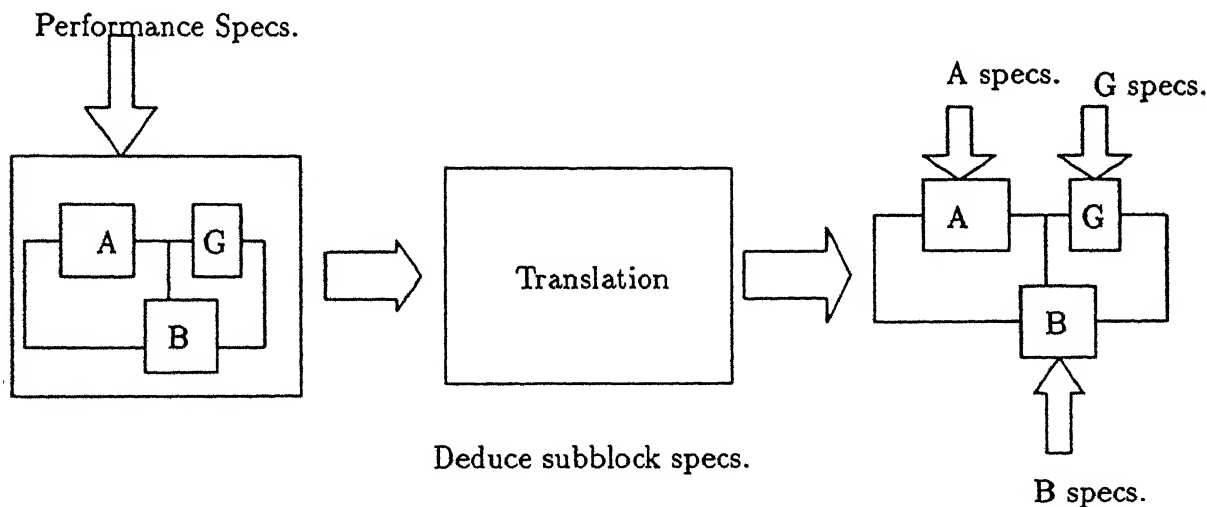 Performance Specs.
A specs.
G specs.
A
G
B
Translation
A
G
B
Deduce subblock specs.
B specs.